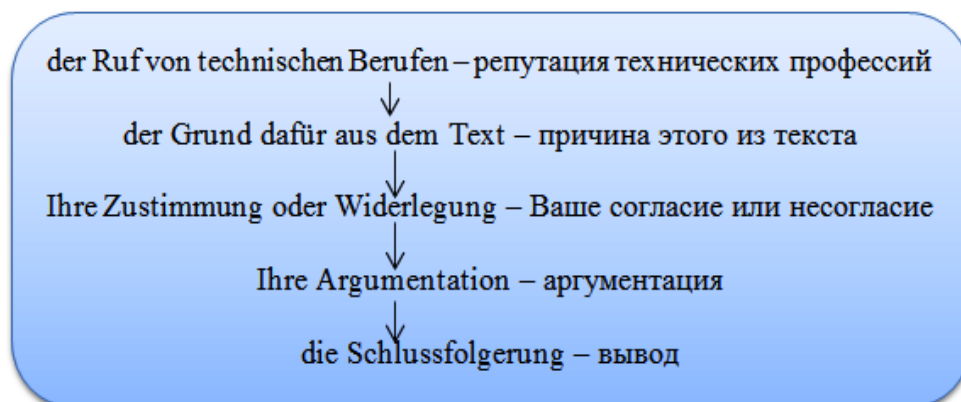 der Ruf von technischen Berufen – репутация технических профессий
der Grund dafür aus dem Text – причина этого из текста
Ihre Zustimmung oder Widerlegung – Ваше согласие или несогласие
Ihre Argumentation – аргументация
die Schlussfolgerung – вывод